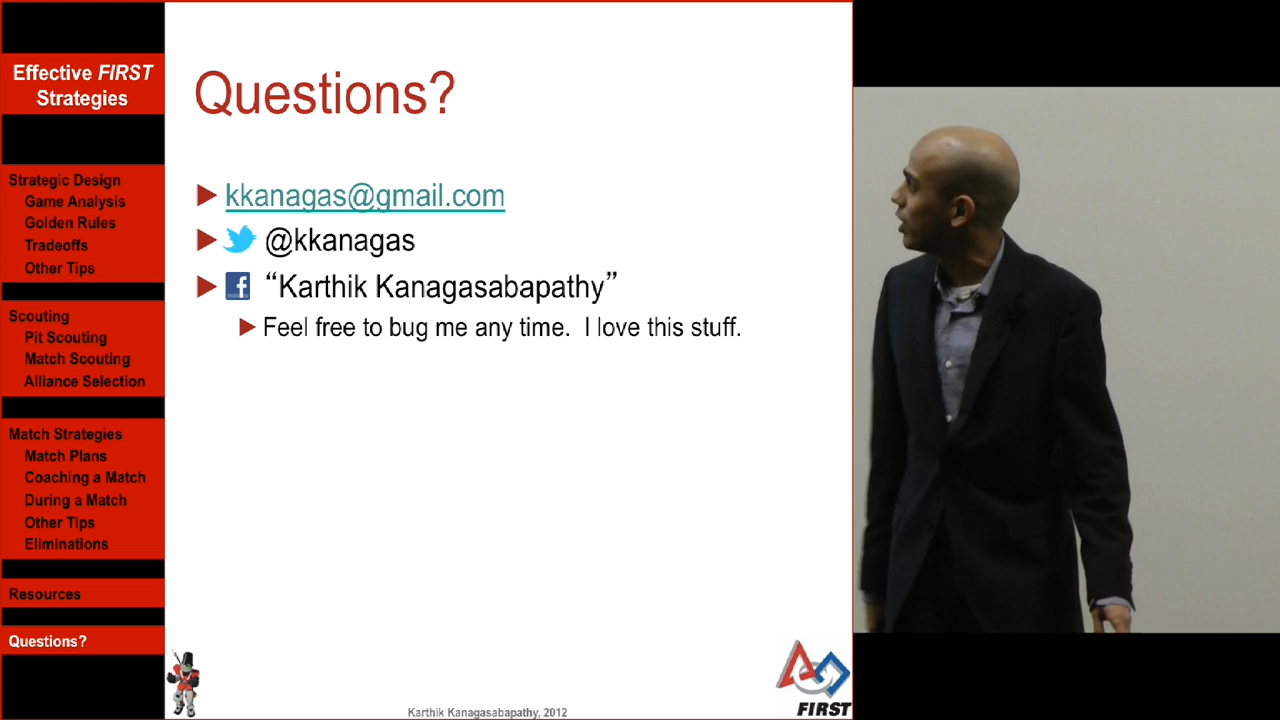 Effective FIRST
Strategies
Strategic Design
Game Analysis
Golden Rules
Tradeoffs
Other Tips
Scouting
Pit Scouting
Match Scouting
Alliance Selection
Match Strategies
Match Plans
Coaching a Match
During a Match
Other Tips
Eliminations
Resources
Questions?
Questions?
kkanagas@gmail.com
@kkanagas
f “Karthik Kanagasabapathy”
Feel free to bug me any time. I love this stuff.
Karthik Kanagasabapathy, 2012
FIRST